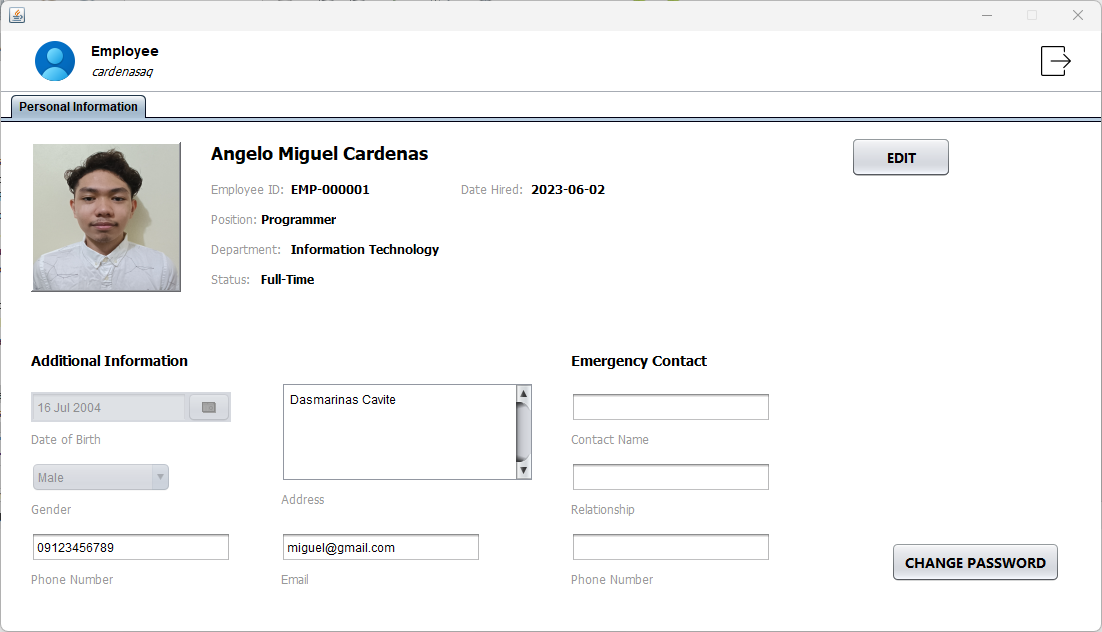 Employee
cardenasaq
Personal Information
Angelo Miguel Cardenas
EDIT
Employee ID: EMP-000001 Date Hired: 2023-06-02
Position: Programmer
Department: Information Technology
Status: Full-Time
Additional Information
Emergency Contact
16 Jul 2004
Date of Birth
Male
Gender
09123456789
Phone Number
Dasmarinas Cavite
Address
miguel@gmail.com
Email
Contact Name
Relationship
Phone Number
CHANGE PASSWORD